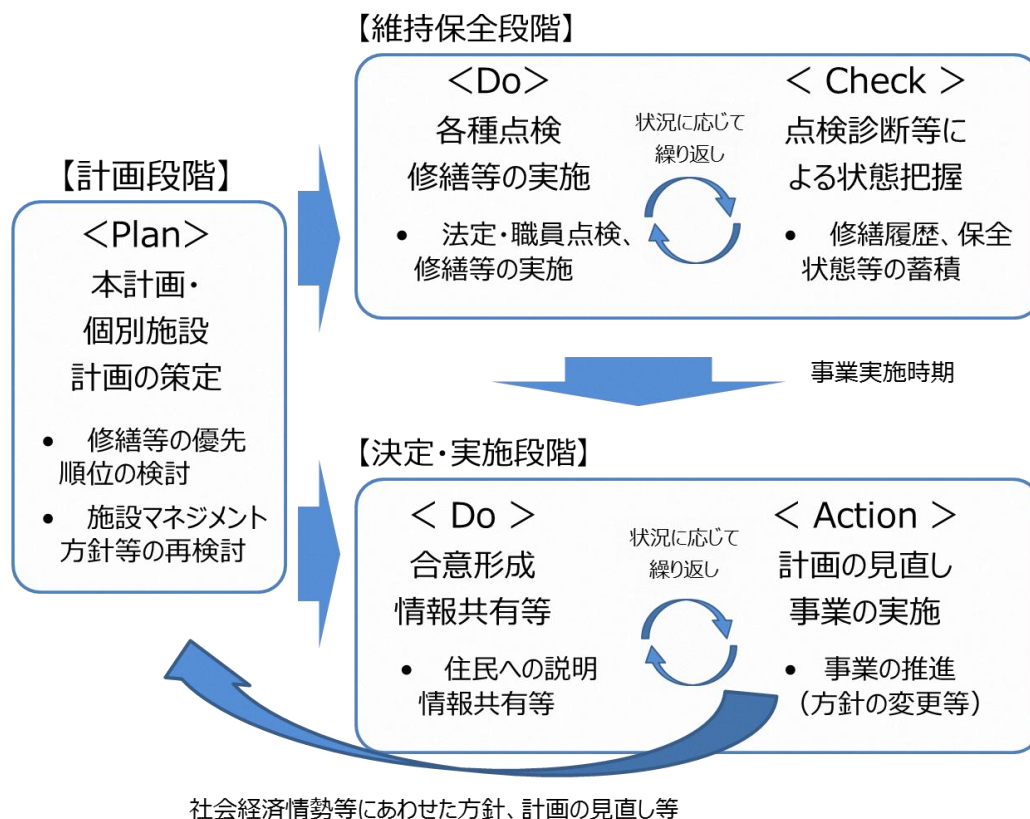 【計画段階】
<Plan>
本計画・
個別施設
計画の策定
• 修繕等の優先
順位の検討
• 施設マネジメント
方針等の再検討
【維持保全段階】
<Do>
各種点検
修繕等の実施
• 法定・職員点検、
修繕等の実施
状況に応じて
繰り返し
< Check >
点検診断等に
よる状態把握
• 修繕履歴、保全
状態等の蓄積
事業実施時期
【決定・実施段階】
< Do >
合意形成
情報共有等
• 住民への説明
情報共有等
状況に応じて
繰り返し
< Action >
計画の見直し
事業の実施
• 事業の推進
（方針の変更等）
社会経済情勢等にあわせた方針、計画の見直し等